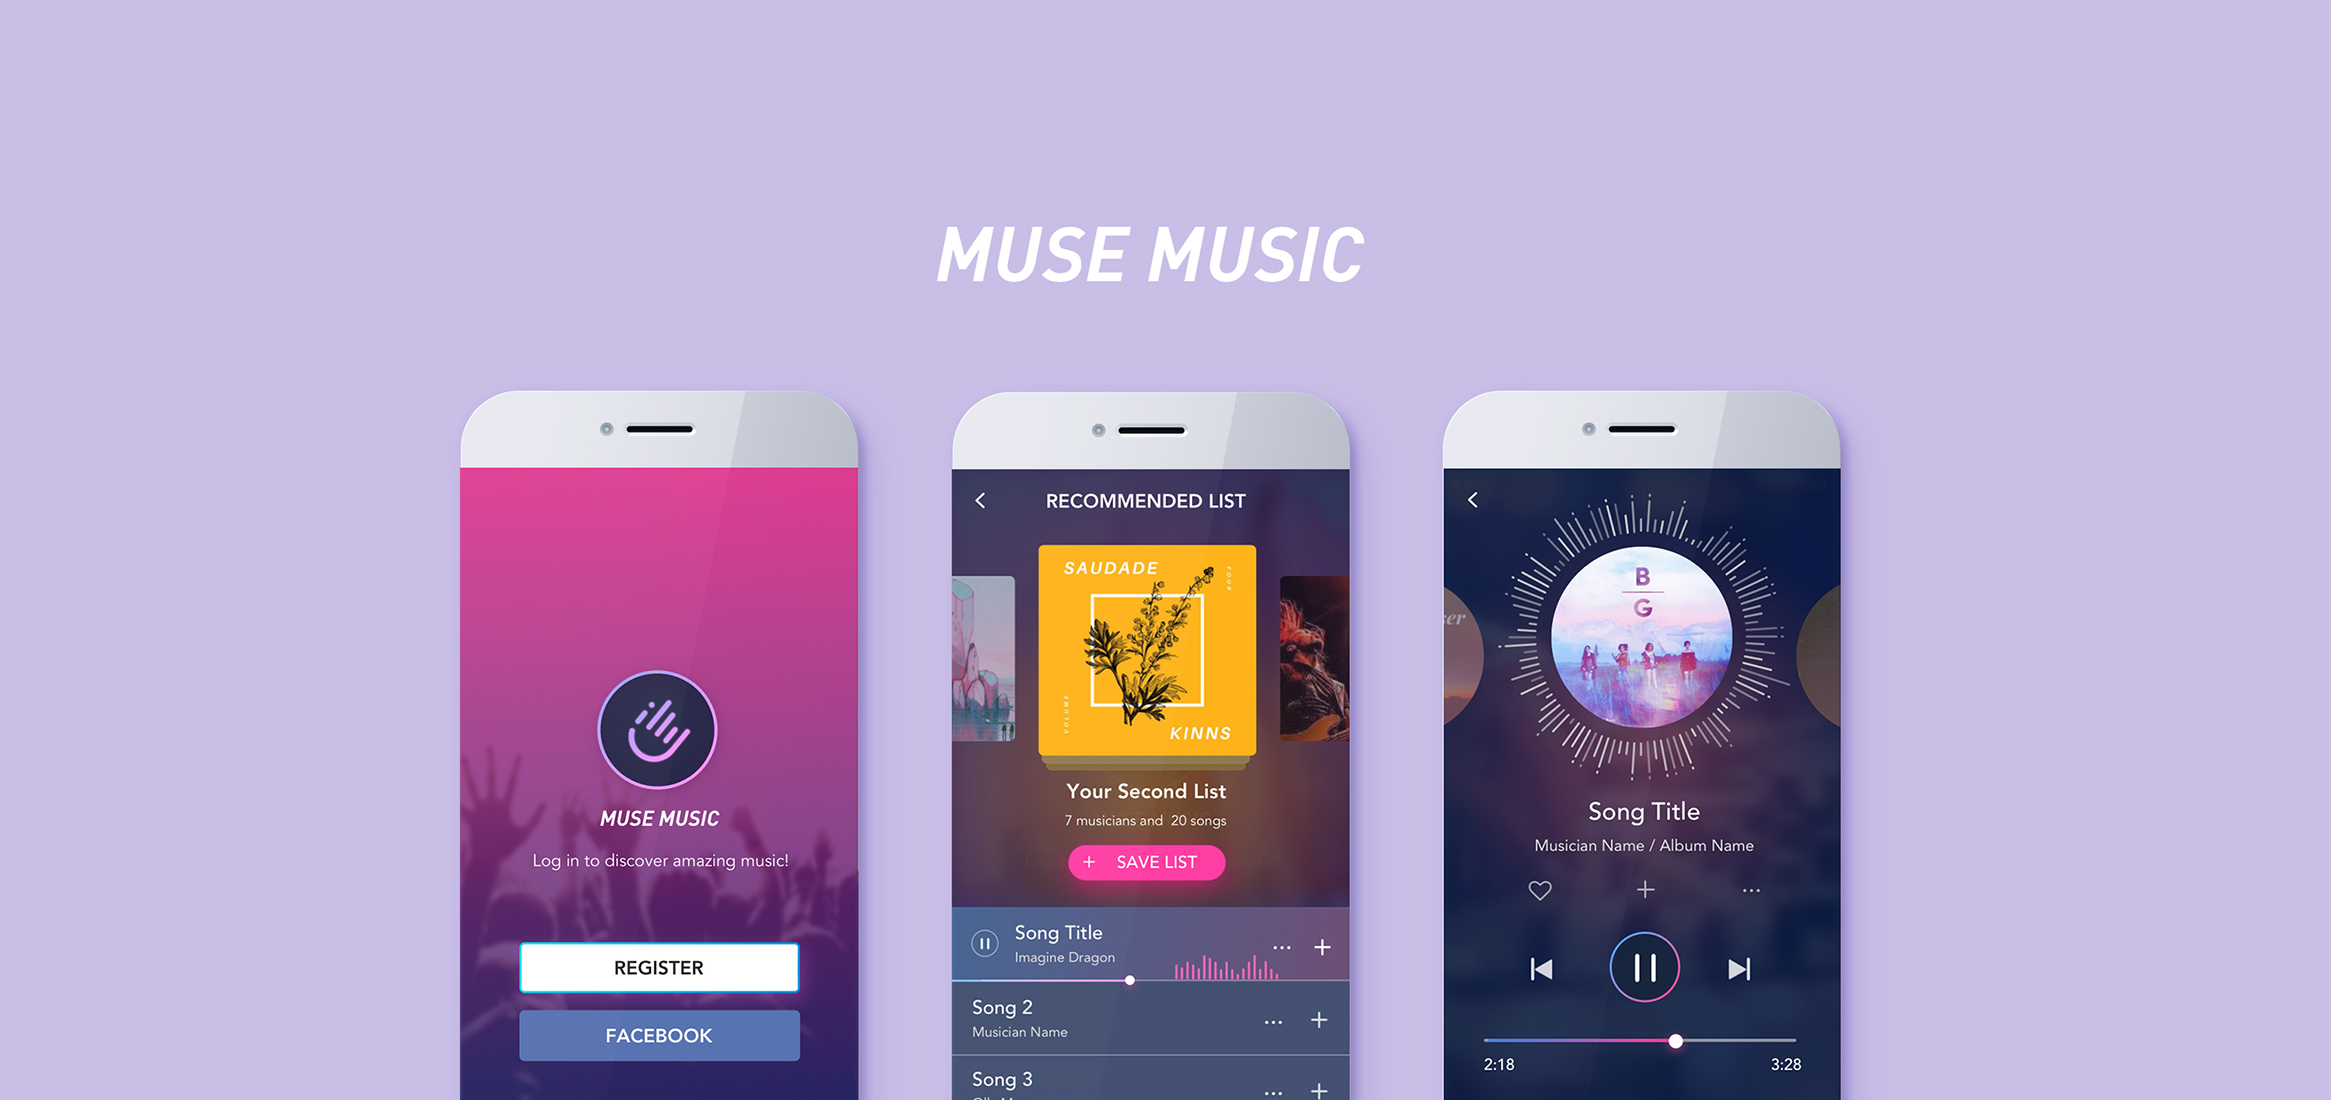 MUSE MUSIC
MUSE MUSIC
Log in to discover amazing music!
REGISTER
FACEBOOK
RECOMMENDED LIST
SAUDADE
FOUR
VOLUME
KINNS
Your Second List
7 musicians and 20 songs
+ SAVE LIST
Song Title
Imagine Dragon
Song 2
Musician Name
Song 3
B
G
Song Title
Musician Name / Album Name
2:18
3:28